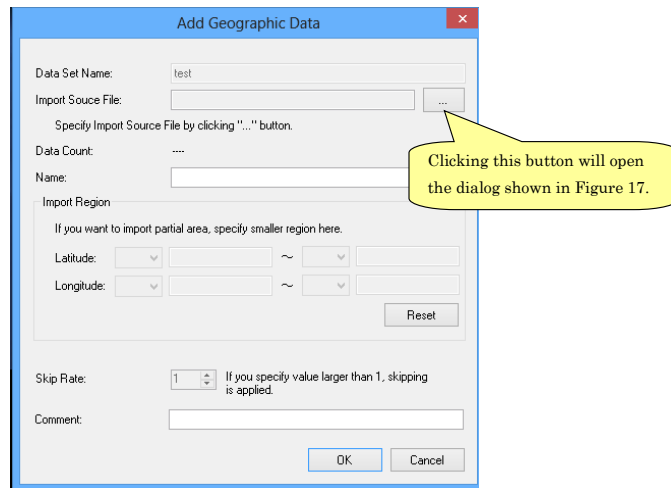 Add Geographic Data
×
Data Set Name:
test
Import Souce File:
...
Specify Import Source File by clicking "..." button.
Data Count:
----
Name:
Clicking this button will open
the dialog shown in Figure 17.
Import Region
If you want to import partial area, specify smaller region here.
Latitude: ～
Longitude: ～
Reset
Skip Rate:
1
If you specify value larger than 1, skipping
is applied.
Comment:
OK Cancel